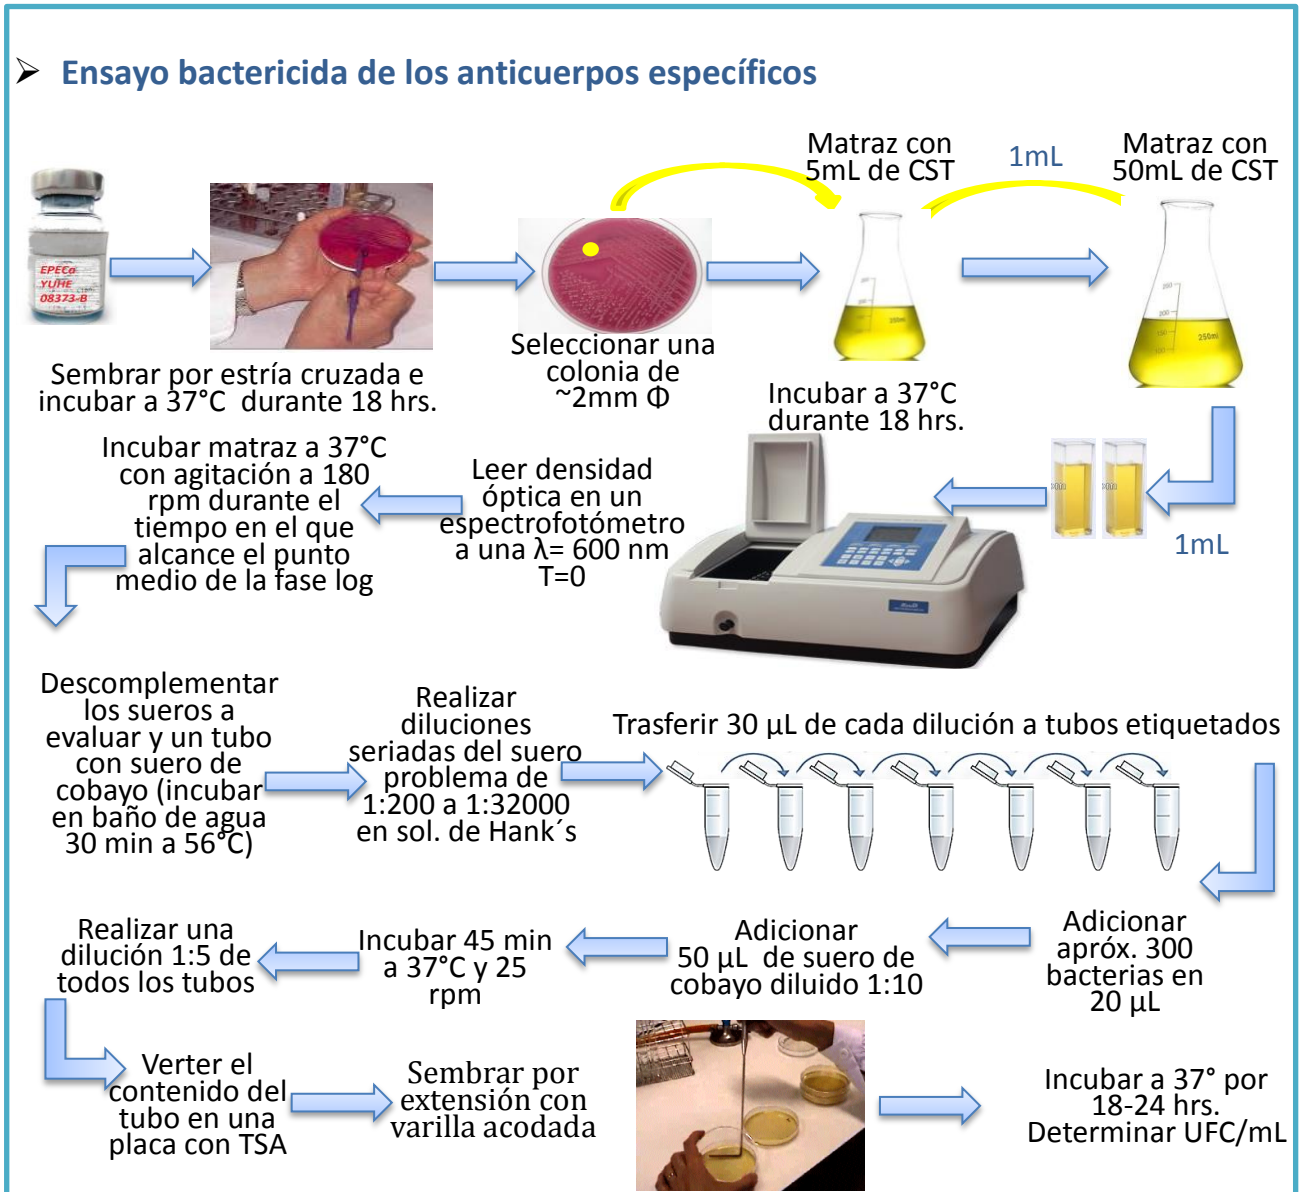 ➢ Ensayo bactericida de los anticuerpos específicos
Matraz con
5mL de CST
1mL
Matraz con
50mL de CST
EPECo
YUHE
08373-B
Sembrar por estría cruzada e
incubar a 37°C durante 18 hrs.
Seleccionar una
colonia de
~2mm Φ
250ml
Incubar a 37°C
durante 18 hrs.
1mL
Leer densidad
óptica en un
espectrofotómetro
a una λ= 600 nm
T=0
Incubar matraz a 37°C
con agitación a 180
rpm durante el
tiempo en el que
alcance el punto
medio de la fase log
Descomplementar
los sueros a
evaluar y un tubo
con suero de
cobayo (incubar
en baño de agua
30 min a 56°C)
Realizar
diluciones
seriadas del suero
problema de
1:200 a 1:32000
en sol. de Hank´s
Trasferir 30 µL de cada dilución a tubos etiquetados
Adicionar
apróx. 300
bacterias en
20 µL
Adicionar
50 µL de suero de
cobayo diluido 1:10
Incubar 45 min
a 37°C y 25
rpm
Realizar una
dilución 1:5 de
todos los tubos
Verter el
contenido del
tubo en una
placa con TSA
Sembrar por
extensión con
varilla acodada
Incubar a 37° por
18-24 hrs.
Determinar UFC/mL